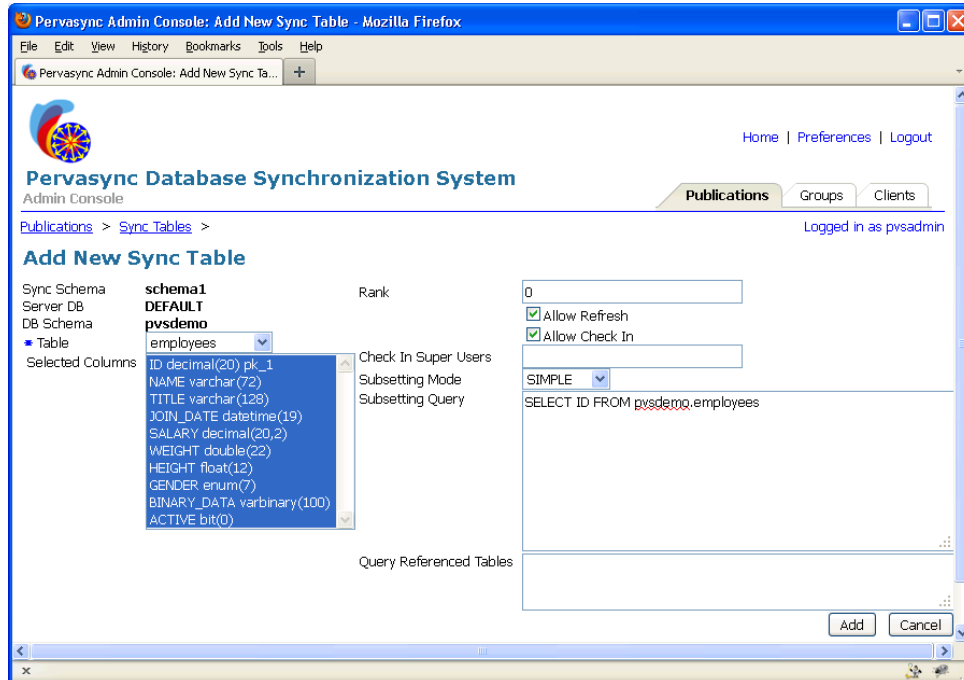 Pervasync Admin Console: Add New Sync Table - Mozilla Firefox
File Edit View History Bookmarks Tools Help
Pervasync Admin Console: Add New Sync Ta... +
Home | Preferences | Logout
Pervasync Database Synchronization System
Admin Console
Publications Groups Clients
Publications > Sync Tables >
Logged in as pvsadmin
Add New Sync Table
Sync Schema schema1
Server DB DEFAULT
DB Schema pvsdemo
Table employees
Selected Columns
ID decimal(20) pk_1
NAME varchar(72)
TITLE varchar(128)
JOIN_DATE datetime(19)
SALARY decimal(20,2)
WEIGHT double(22)
HEIGHT float(12)
GENDER enum(7)
BINARY_DATA varbinary(100)
ACTIVE bit(0)
Rank 0
Allow Refresh
Allow Check In
Check In Super Users
Subsetting Mode SIMPLE
Subsetting Query SELECT ID FROM pvsdemo.employees
Query Referenced Tables
Add Cancel